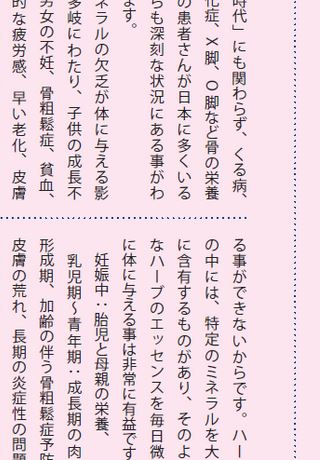 時代」にも関わらず、くる病、
化症、X脚、O脚など骨の栄養
の患者さんが日本に多くいる
らも深刻な状況にある事がわ
ます。
ネラルの欠乏が体に与える影
多岐にわたり、子供の成長不
男女の不妊、骨粗鬆症、貧血、
的な疲労感、早い老化、皮膚
る事ができないからです。ハー
の中には、特定のミネラルを大
に含有するものがあり、そのよ
なハーブのエッセンスを毎日微
に体に与える事は非常に有益です
妊娠中：胎児と母親の栄養、
乳児期〜青年期：成長期の肉
形成期、加齢の伴う骨粗鬆症予防
皮膚の荒れ、長期の炎症性の問題